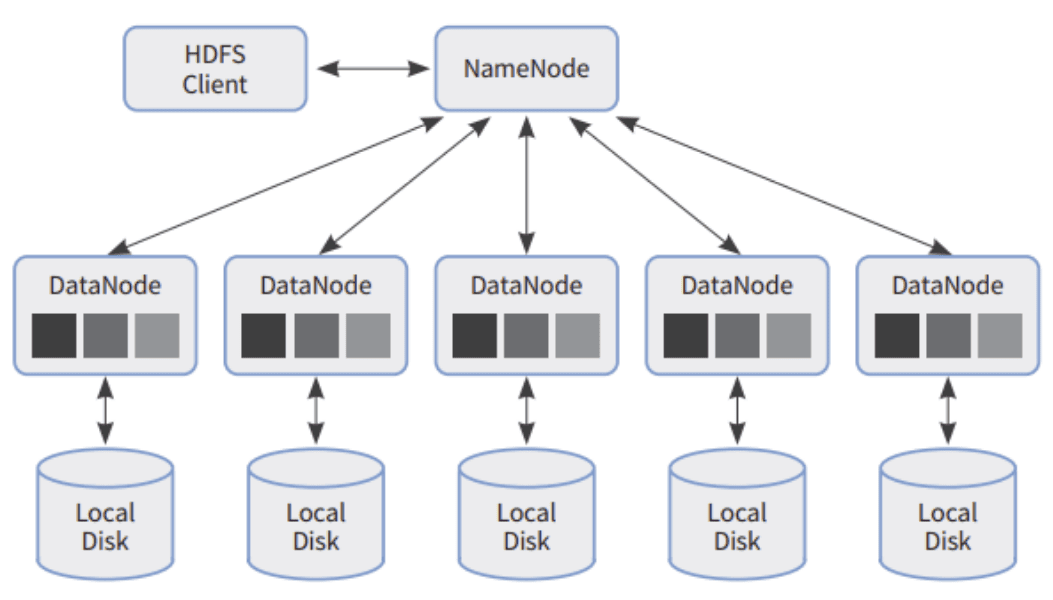 HDFS
Client
NameNode
DataNode
DataNode
DataNode
DataNode
DataNode
Local
Disk
Local
Disk
Local
Disk
Local
Disk
Local
Disk